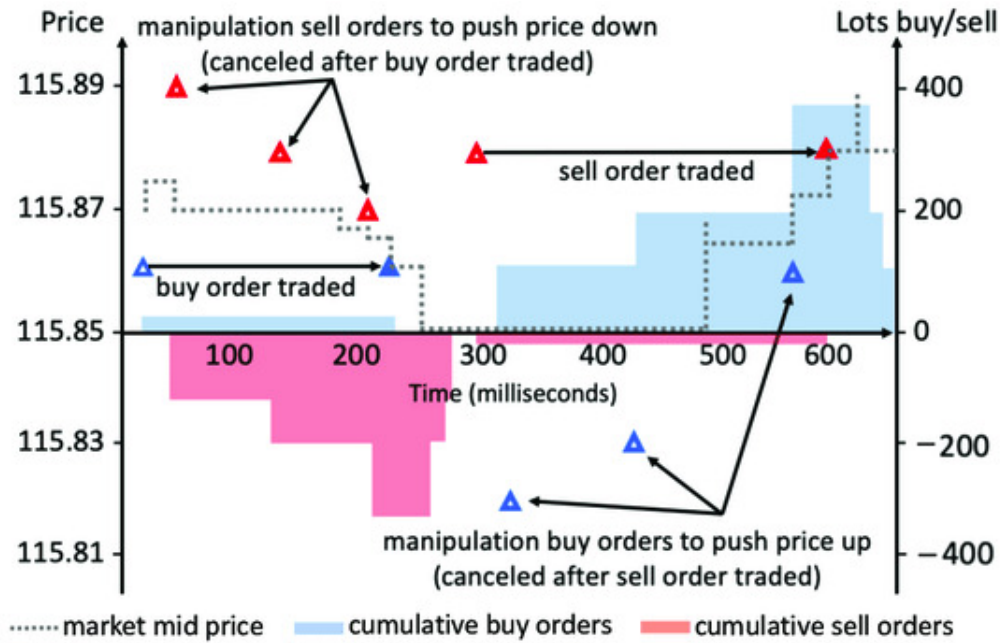 Price
Lots buy/sell
manipulation sell orders to push price down
(canceled after buy order traded)
115.89
400
sell order traded
115.87
200
buy order traded
115.85
0
100 200 300 400 500 600
Time (milliseconds)
115.83
−200
manipulation buy orders to push price up
115.81
−400
(canceled after sell order traded)
market mid price cumulative buy orders cumulative sell orders